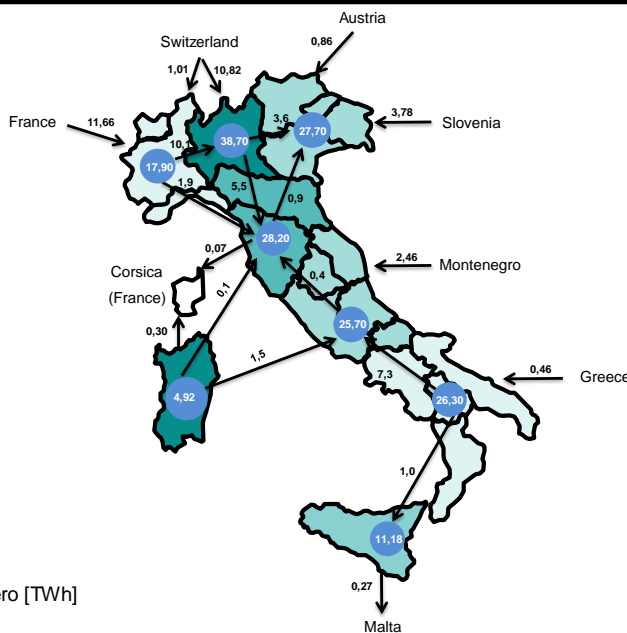 Austria
Switzerland
0,86
1,01
10,82
France
11,66
3,6
27,70
3,78
Slovenia
10,1
38,70
17,90
1,9
5,5
0,9
28,20
0,07
2,46
Montenegro
Corsica
(France)
0,4
0,1
0,30
25,70
1,5
7,3
0,46
Greece
4,92
26,30
1,0
11,18
0,27
ero [TWh]
Malta